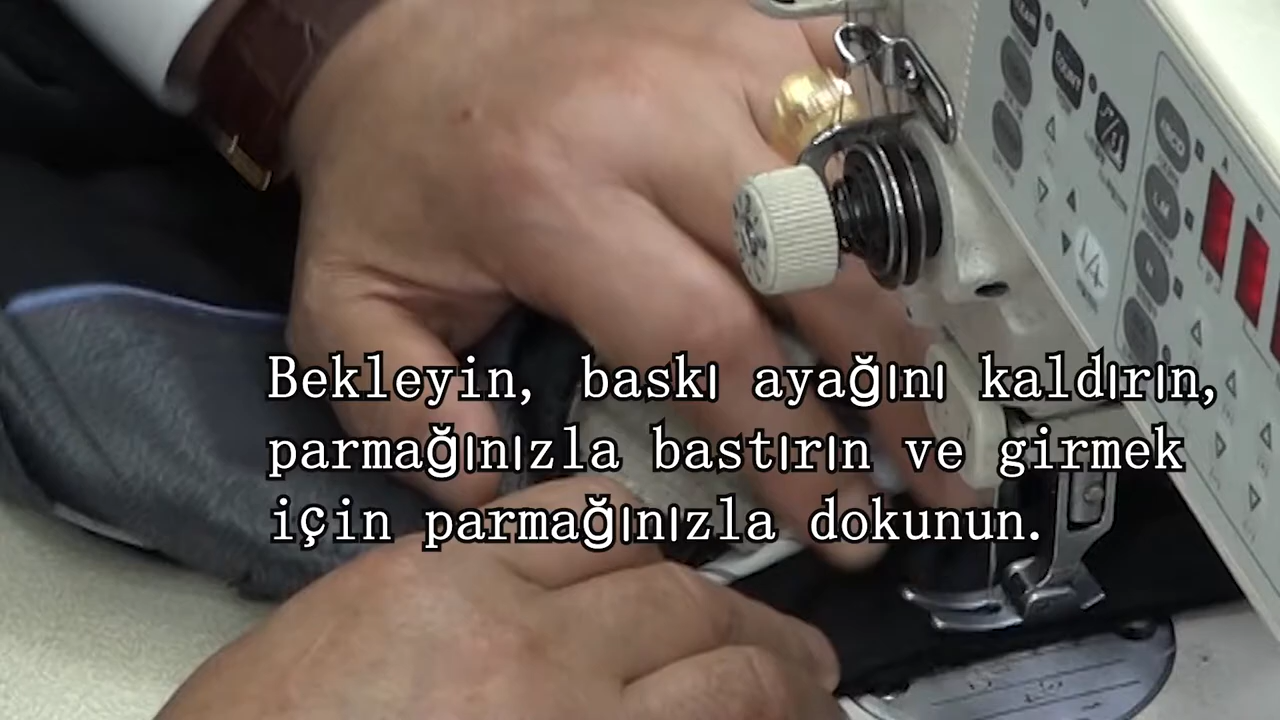 Bekleyin, baskı ayağını kaldırın,
parmağınızla bastırın ve girmek
için parmağınızla dokunun.